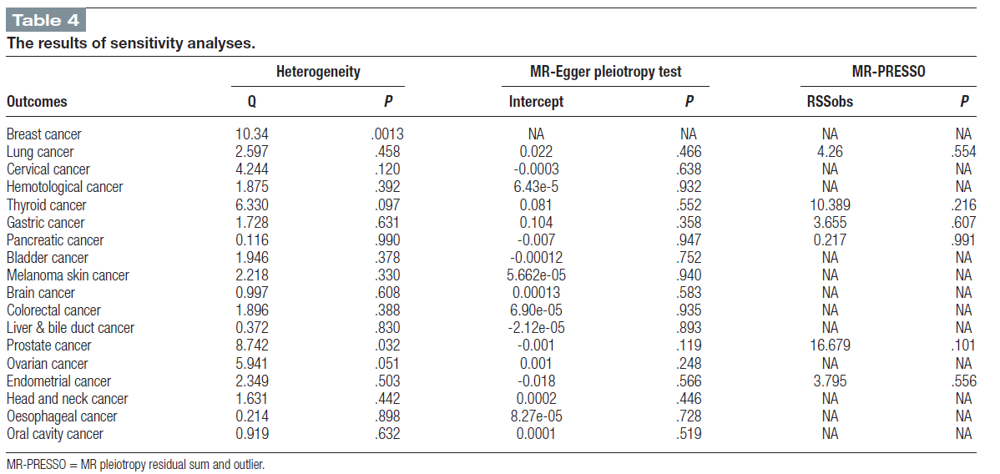 Table 4
The results of sensitivity analyses.
Heterogeneity MR-Egger pleiotropy test MR-PRESSO
Outcomes Q P Intercept P RSSobs P
Breast cancer 10.34 .0013 NA NA NA NA
Lung cancer 2.597 .458 0.022 .466 4.26 .554
Cervical cancer 4.244 .120 -0.0003 .638 NA NA
Hemotological cancer 1.875 .392 6.43e-5 .932 NA NA
Thyroid cancer 6.330 .097 0.081 .552 10.389 .216
Gastric cancer 1.728 .631 0.104 .358 3.655 .607
Pancreatic cancer 0.116 .990 -0.007 .947 0.217 .991
Bladder cancer 1.946 .378 -0.00012 .752 NA NA
Melanoma skin cancer 2.218 .330 5.662e-05 .940 NA NA
Brain cancer 0.997 .608 0.00013 .583 NA NA
Colorectal cancer 1.896 .388 6.90e-05 .935 NA NA
Liver & bile duct cancer 0.372 .830 -2.12e-05 .893 NA NA
Prostate cancer 8.742 .032 -0.001 .119 16.679 .101
Ovarian cancer 5.941 .051 0.001 .248 NA NA
Endometrial cancer 2.349 .503 -0.018 .566 3.795 .556
Head and neck cancer 1.631 .442 0.0002 .446 NA NA
Oesophageal cancer 0.214 .898 8.27e-05 .728 NA NA
Oral cavity cancer 0.919 .632 0.0001 .519 NA NA
MR-PRESSO = MR pleiotropy residual sum and outlier.